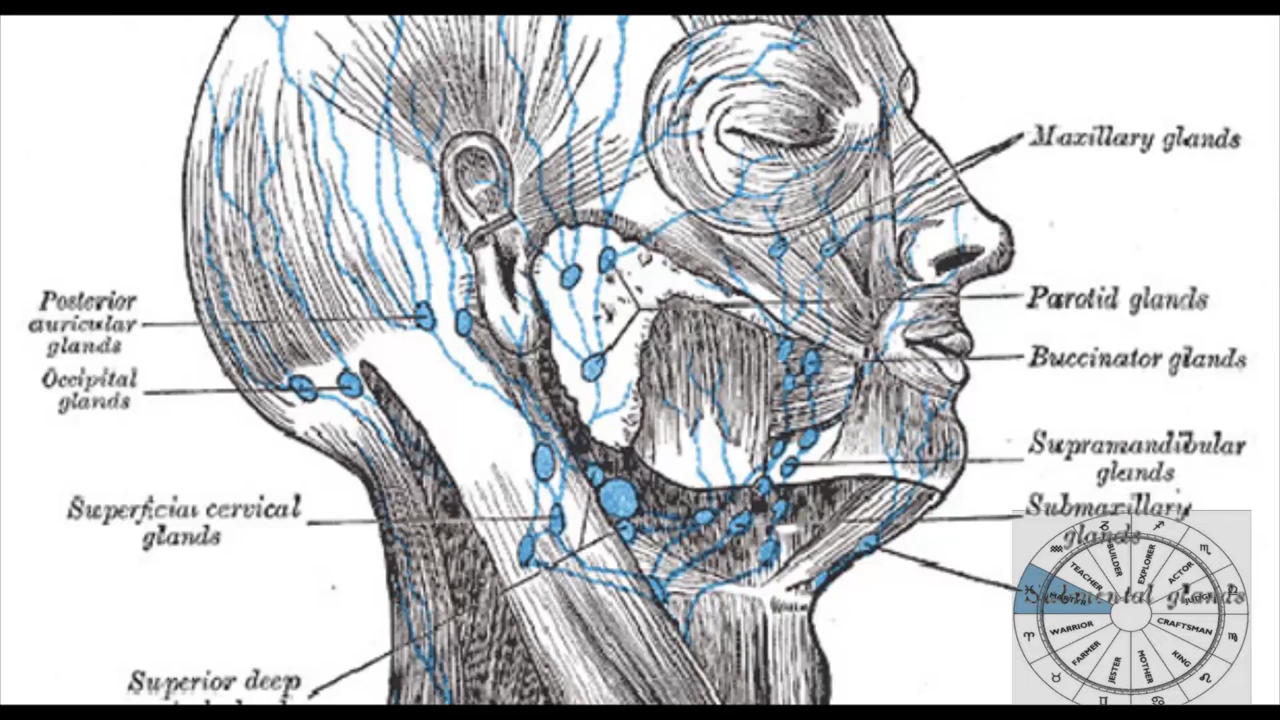 Maxillary glands
Posterior
auricular
glands
Parotid glands
Buccinator glands
Occipital
glands
Supramandibular
glands
Superficial cervical
glands
Submaxillary
glands
Submental glands
Superior deep
TEACHER
BUILDER
EXPLORER
ACTOR
CRAFTSMAN
KING
MOTHER
JESTER
FARMER
WARRIOR